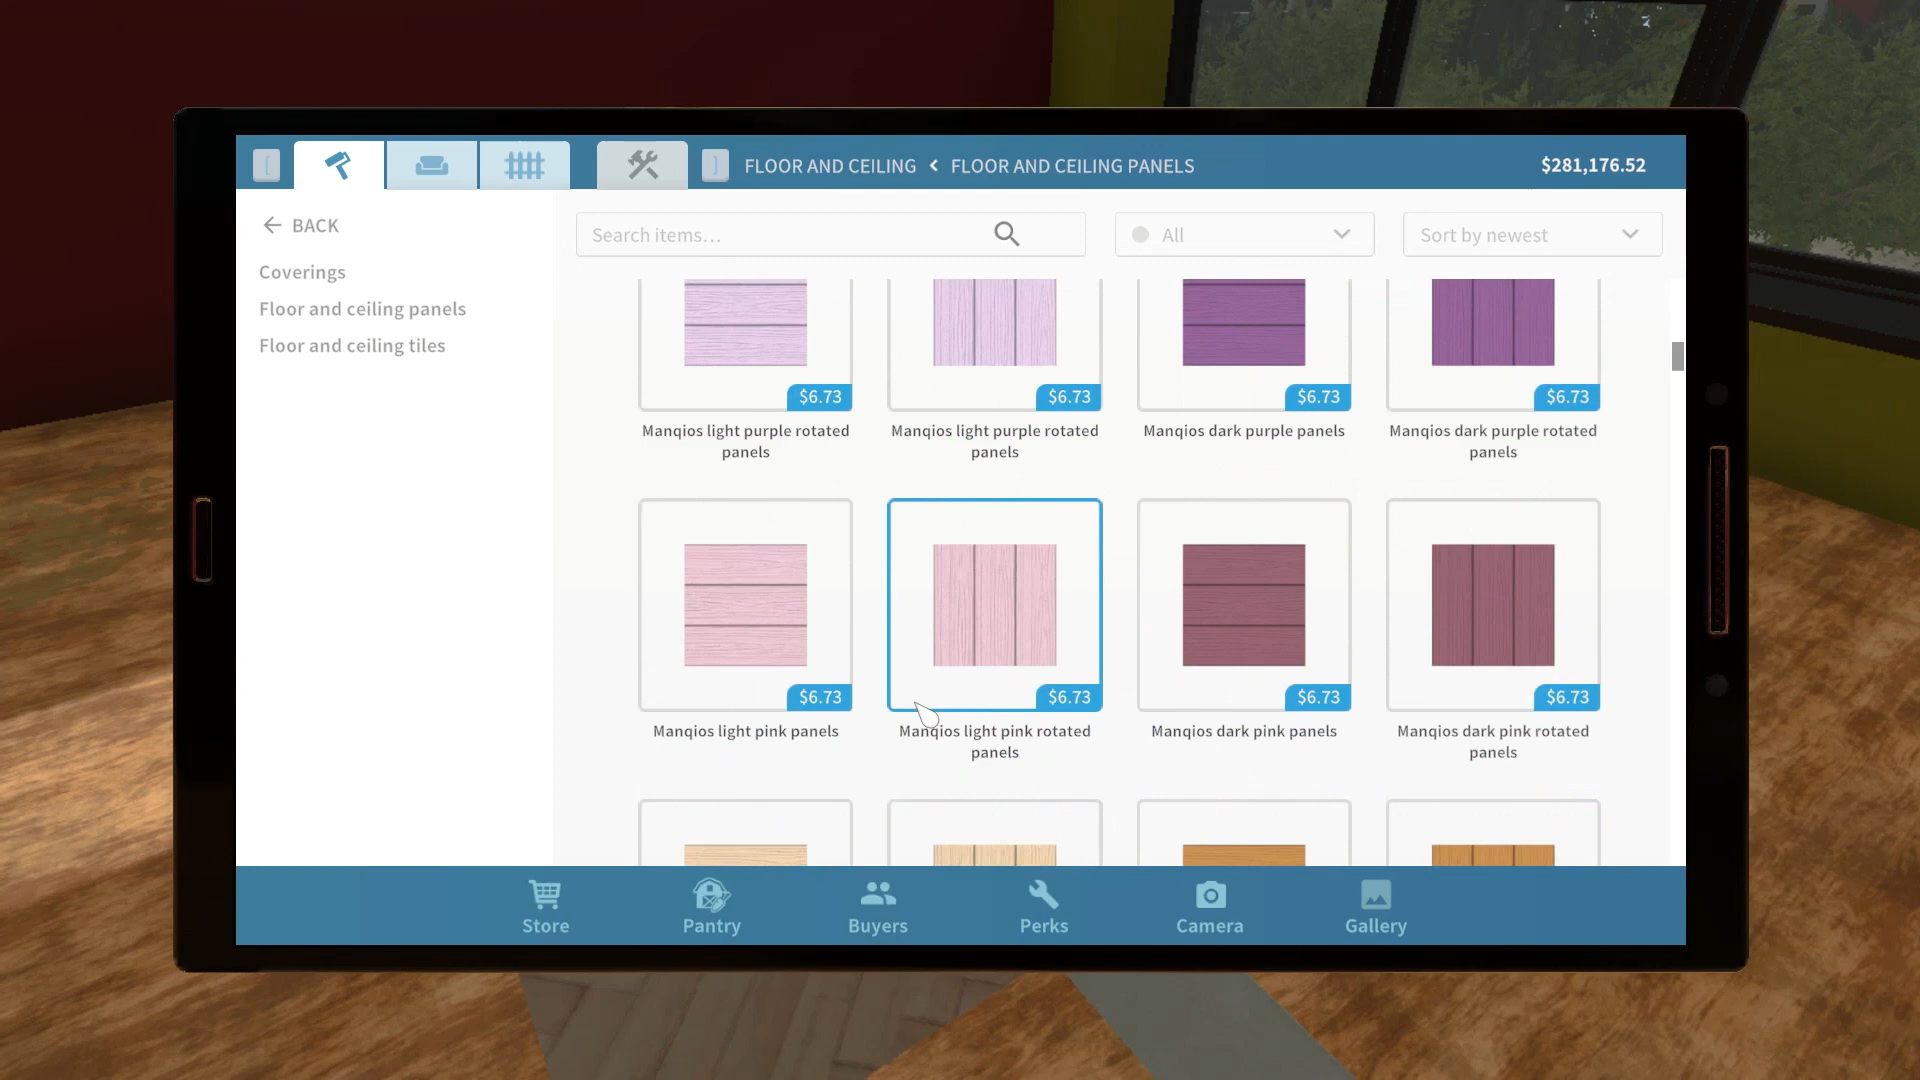 [
]
FLOOR AND CEILING < FLOOR AND CEILING PANELS
$281,176.52
BACK
Coverings
Floor and ceiling panels
Floor and ceiling tiles
Search items...
All
Sort by newest
$6.73
$6.73
$6.73
$6.73
Manqios light purple rotated
panels
Manqios light purple rotated
panels
Manqios dark purple panels
Manqios dark purple rotated
panels
$6.73
$6.73
$6.73
$6.73
Manqios light pink panels
Manqios light pink rotated
panels
Manqios dark pink panels
Manqios dark pink rotated
panels
Store
Pantry
Buyers
Perks
Camera
Gallery